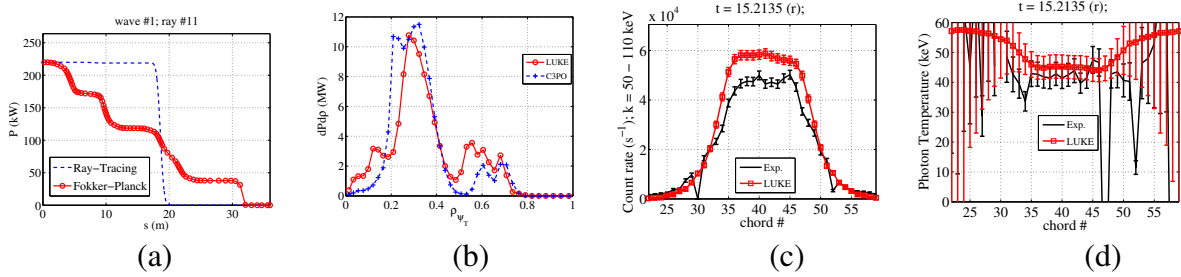 wave #1; ray #11
P (kW)
250
200
150
100
50
0
Ray−Tracing
Fokker−Planck
0
10
20
30
s (m)
(a)
dPdρ (MW)
12
10
8
6
4
2
0
LUKE
C3PO
0
0.2
0.4
0.6
0.8
1
ρΨT
(b)
t = 15.2135 (r);
x 10⁴
Count rate (s⁻¹); k = 50 − 110 keV
8
6
4
2
0
Exp.
LUKE
25
30
35
40
45
50
55
chord #
(c)
t = 15.2135 (r);
Photon Temperature (keV)
60
50
40
30
20
10
0
Exp.
LUKE
25
30
35
40
45
50
55
chord #
(d)